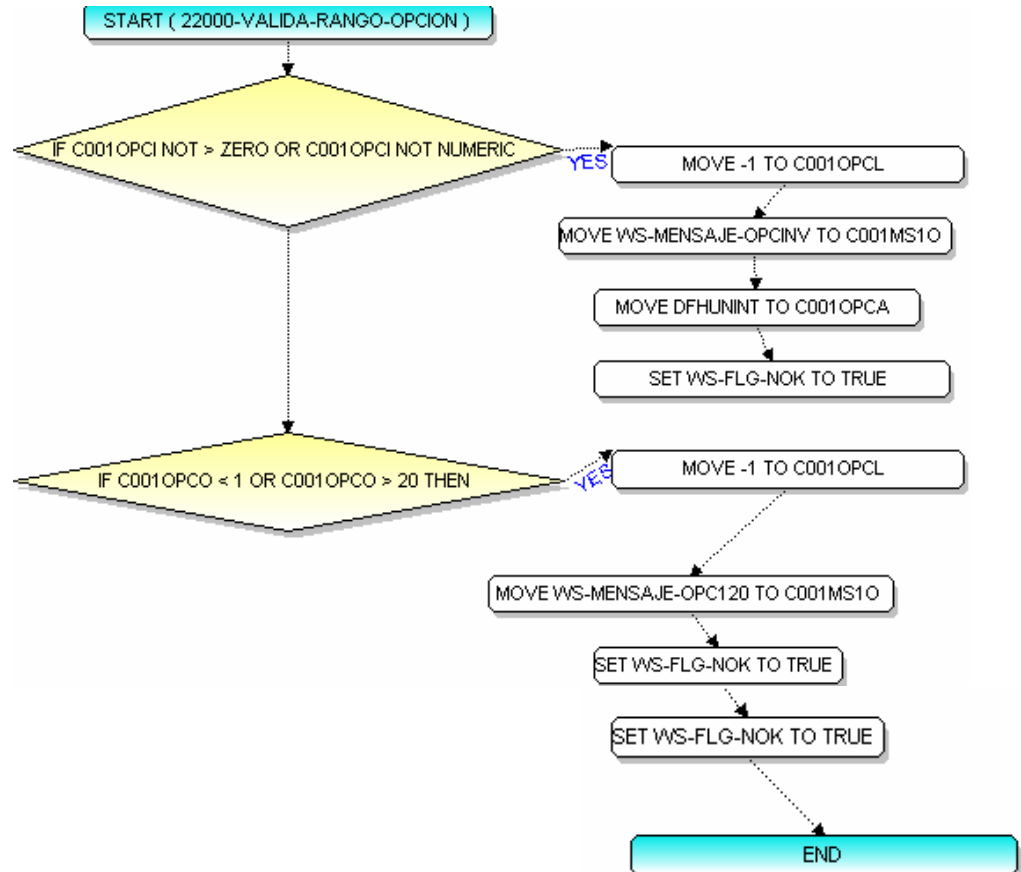 START ( 22000-VALIDA-RANGO-OPCION )
IF C001OPCI NOT > ZERO OR C001OPCI NOT NUMERIC
YES
MOVE -1 TO C001OPCL
MOVE WS-MENSAJE-OPCINV TO C001MS1O
MOVE DFHUNINT TO C001OPCA
SET WS-FLG-NOK TO TRUE
IF C001OPCO < 1 OR C001OPCO > 20 THEN
YES
MOVE -1 TO C001OPCL
MOVE WS-MENSAJE-OPC120 TO C001MS1O
SET WS-FLG-NOK TO TRUE
SET WS-FLG-NOK TO TRUE
END